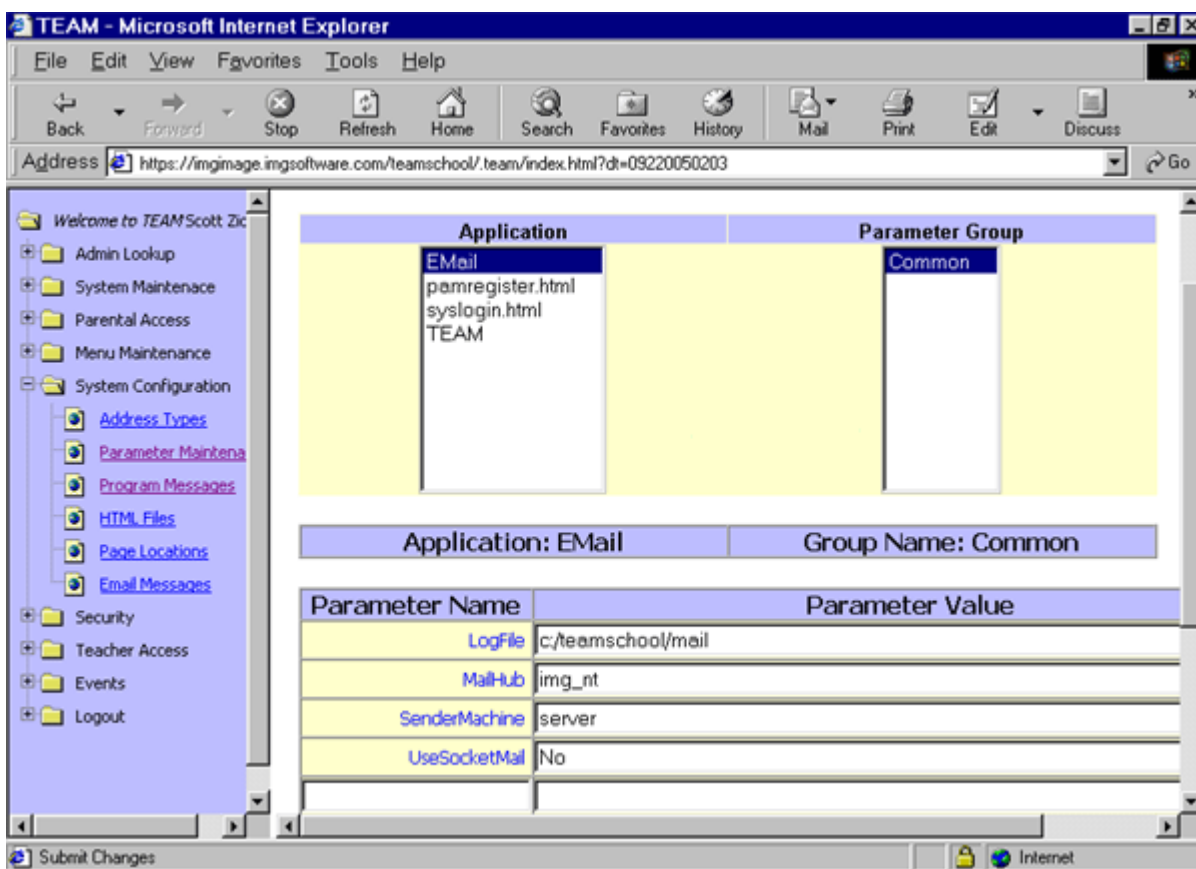 TEAM - Microsoft Internet Explorer
File Edit View Favorites Tools Help
Back Forward Stop Refresh Home Search Favorites History Mail Print Edit Discuss
Address https://imgimage.imgsoftware.com/teamschool/.team/index.html?dt=09220050203 Go
Welcome to TEAM Scott Zic
Admin Lookup
System Maintenace
Parental Access
Menu Maintenance
System Configuration
Address Types
Parameter Maintena
Program Messages
HTML Files
Page Locations
Email Messages
Security
Teacher Access
Events
Logout
Application Parameter Group
EMail Common
pamregister.html
syslogin.html
TEAM
Application: EMail Group Name: Common
Parameter Name Parameter Value
LogFile c:/teamschool/mail
MailHub img_nt
SenderMachine server
UseSocketMail No
Submit Changes Internet